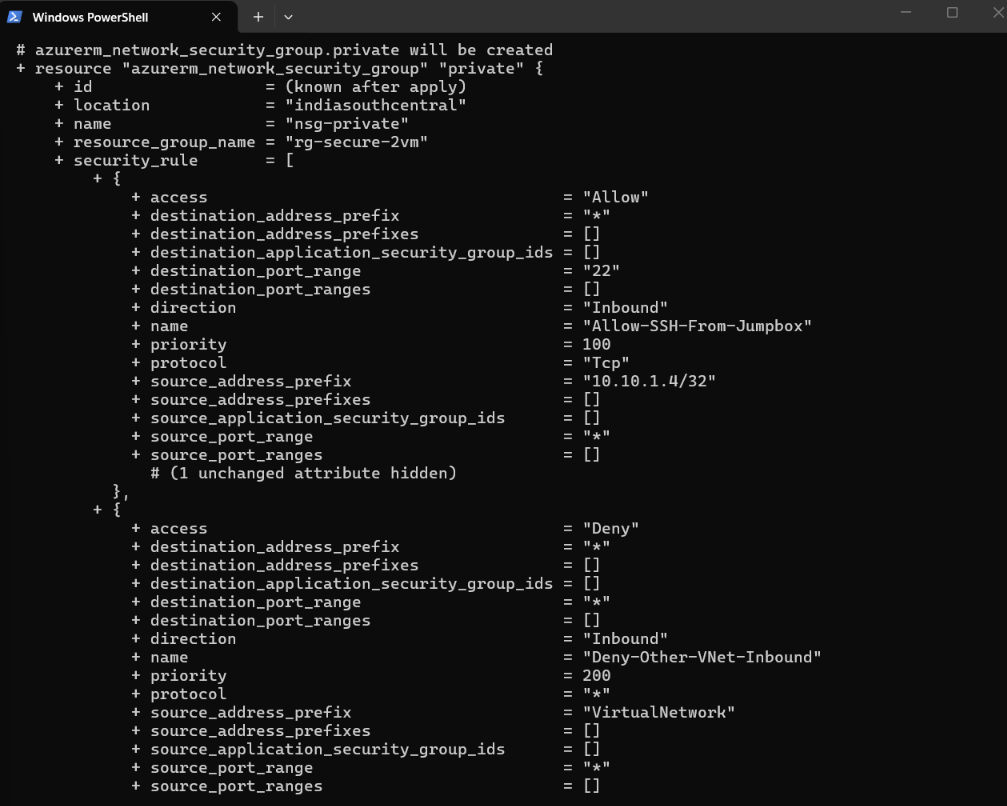 Windows PowerShell
# azurerm_network_security_group.private will be created
+ resource "azurerm_network_security_group" "private" {
    + id                  = (known after apply)
    + location            = "indiasouthcentral"
    + name                = "nsg-private"
    + resource_group_name = "rg-secure-2vm"
    + security_rule       = [
        + {
            + access                                     = "Allow"
            + destination_address_prefix                 = "*"
            + destination_address_prefixes               = []
            + destination_application_security_group_ids = []
            + destination_port_range                     = "22"
            + destination_port_ranges                    = []
            + direction                                  = "Inbound"
            + name                                       = "Allow-SSH-From-Jumpbox"
            + priority                                   = 100
            + protocol                                   = "Tcp"
            + source_address_prefix                      = "10.10.1.4/32"
            + source_address_prefixes                    = []
            + source_application_security_group_ids      = []
            + source_port_range                          = "*"
            + source_port_ranges                         = []
              # (1 unchanged attribute hidden)
          },
        + {
            + access                                     = "Deny"
            + destination_address_prefix                 = "*"
            + destination_address_prefixes               = []
            + destination_application_security_group_ids = []
            + destination_port_range                     = "*"
            + destination_port_ranges                    = []
            + direction                                  = "Inbound"
            + name                                       = "Deny-Other-VNet-Inbound"
            + priority                                   = 200
            + protocol                                   = "*"
            + source_address_prefix                      = "VirtualNetwork"
            + source_address_prefixes                    = []
            + source_application_security_group_ids      = []
            + source_port_range                          = "*"
            + source_port_ranges                         = []